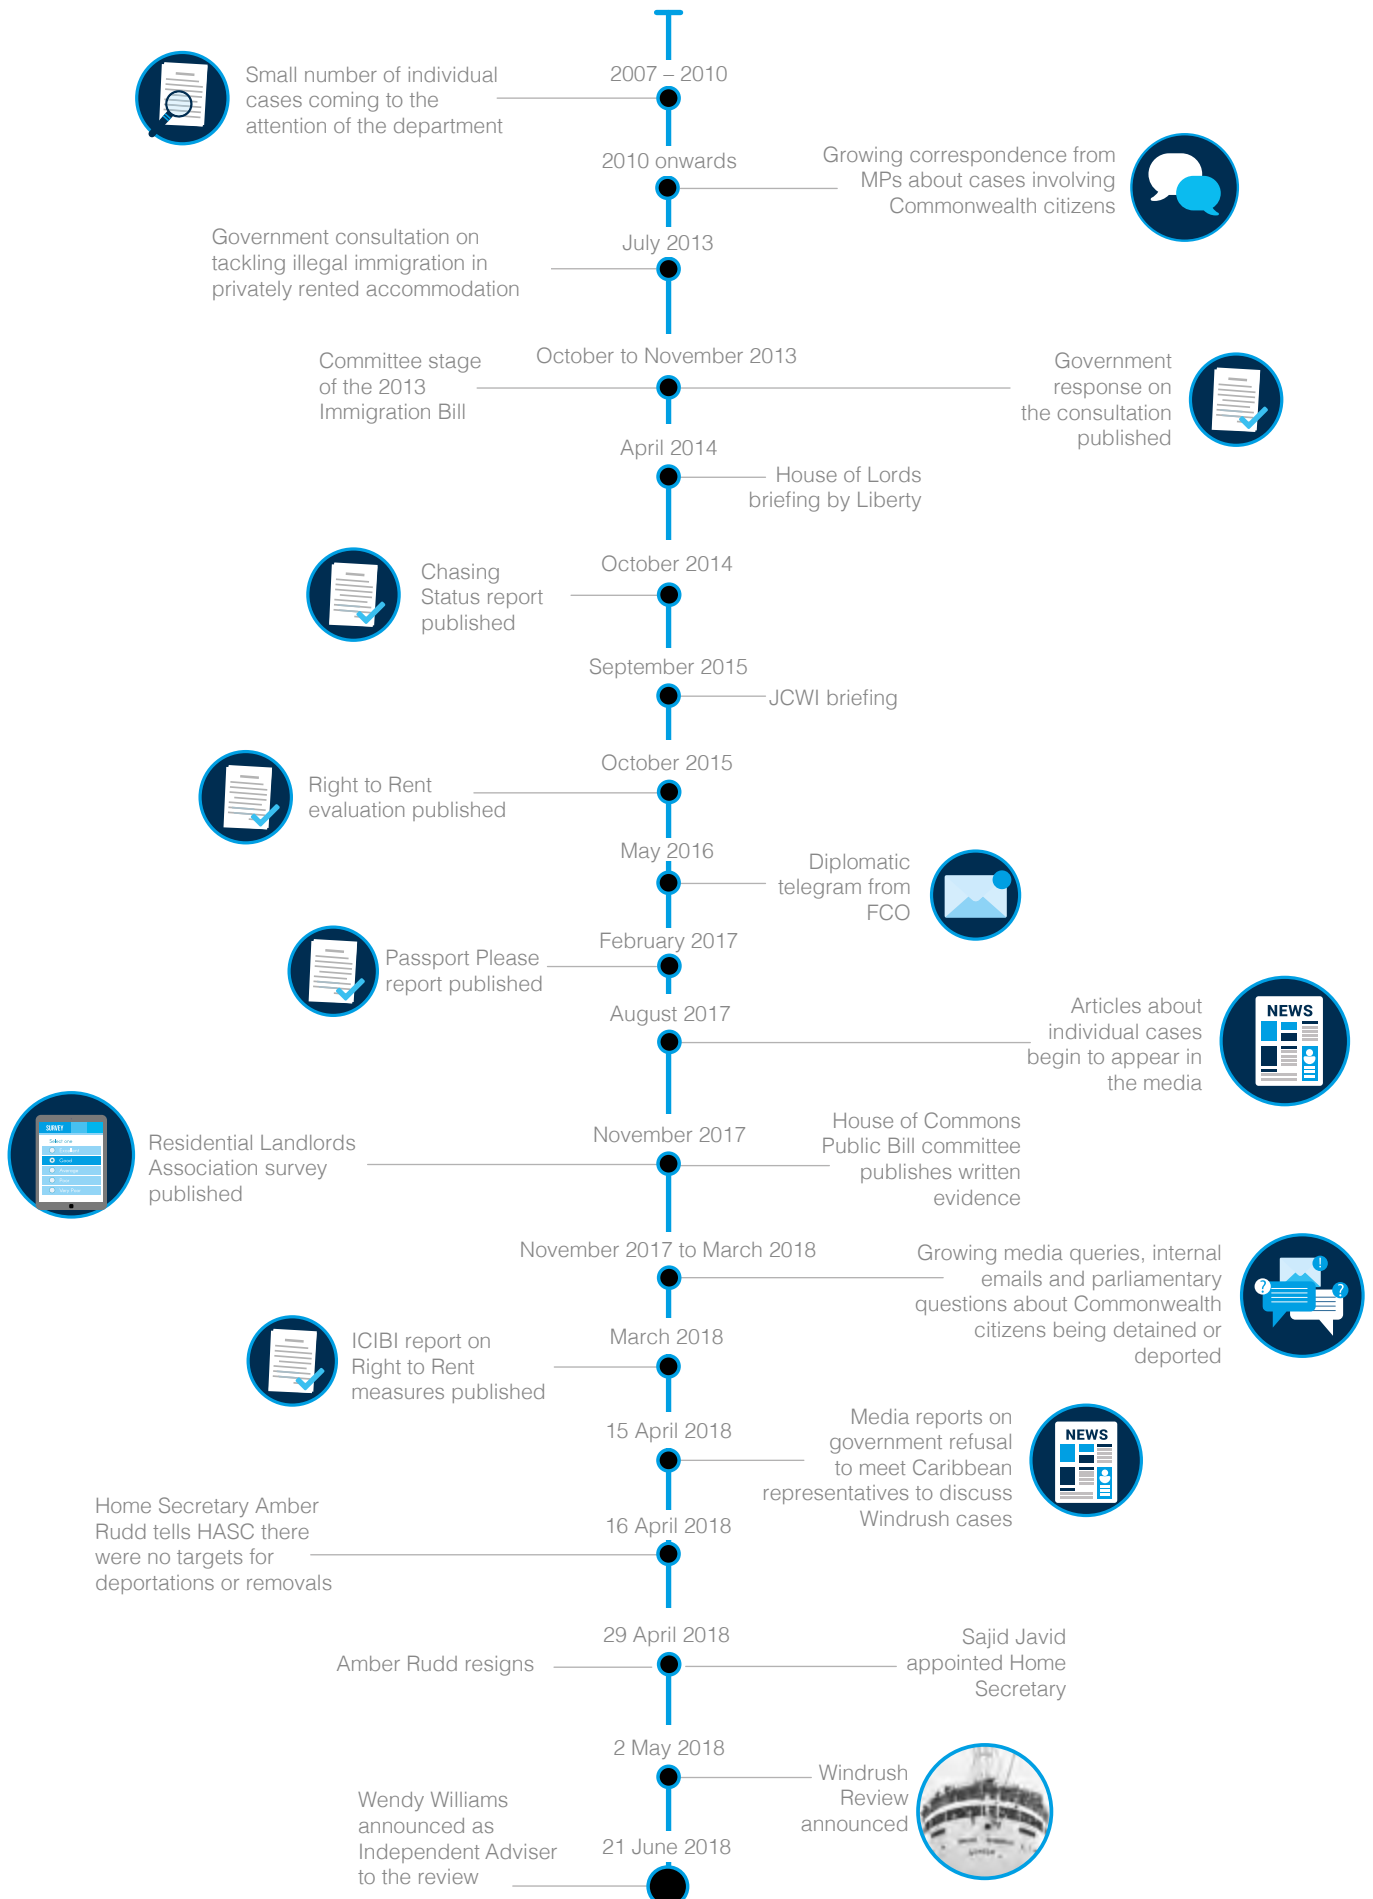 2007 – 2010
Small number of individual
cases coming to the
attention of the department
2010 onwards
Growing correspondence from
MPs about cases involving
Commonwealth citizens
July 2013
Government consultation on
tackling illegal immigration in
privately rented accommodation
October to November 2013
Committee stage
of the 2013
Immigration Bill
Government
response on
the consultation
published
April 2014
House of Lords
briefing by Liberty
October 2014
Chasing
Status report
published
September 2015
JCWI briefing
October 2015
Right to Rent
evaluation published
May 2016
Diplomatic
telegram from
FCO
February 2017
Passport Please
report published
August 2017
Articles about
individual cases
begin to appear in
the media
NEWS
November 2017
SURVEY
Select one
Excellent
Good
Average
Poor
Very Poor
Residential Landlords
Association survey
published
House of Commons
Public Bill committee
publishes written
evidence
November 2017 to March 2018
Growing media queries, internal
emails and parliamentary
questions about Commonwealth
citizens being detained or
deported
!
?
?
March 2018
ICIBI report on
Right to Rent
measures published
15 April 2018
Media reports on
government refusal
to meet Caribbean
representatives to discuss
Windrush cases
NEWS
16 April 2018
Home Secretary Amber
Rudd tells HASC there
were no targets for
deportations or removals
29 April 2018
Amber Rudd resigns
Sajid Javid
appointed Home
Secretary
2 May 2018
Windrush
Review
announced
21 June 2018
Wendy Williams
announced as
Independent Adviser
to the review